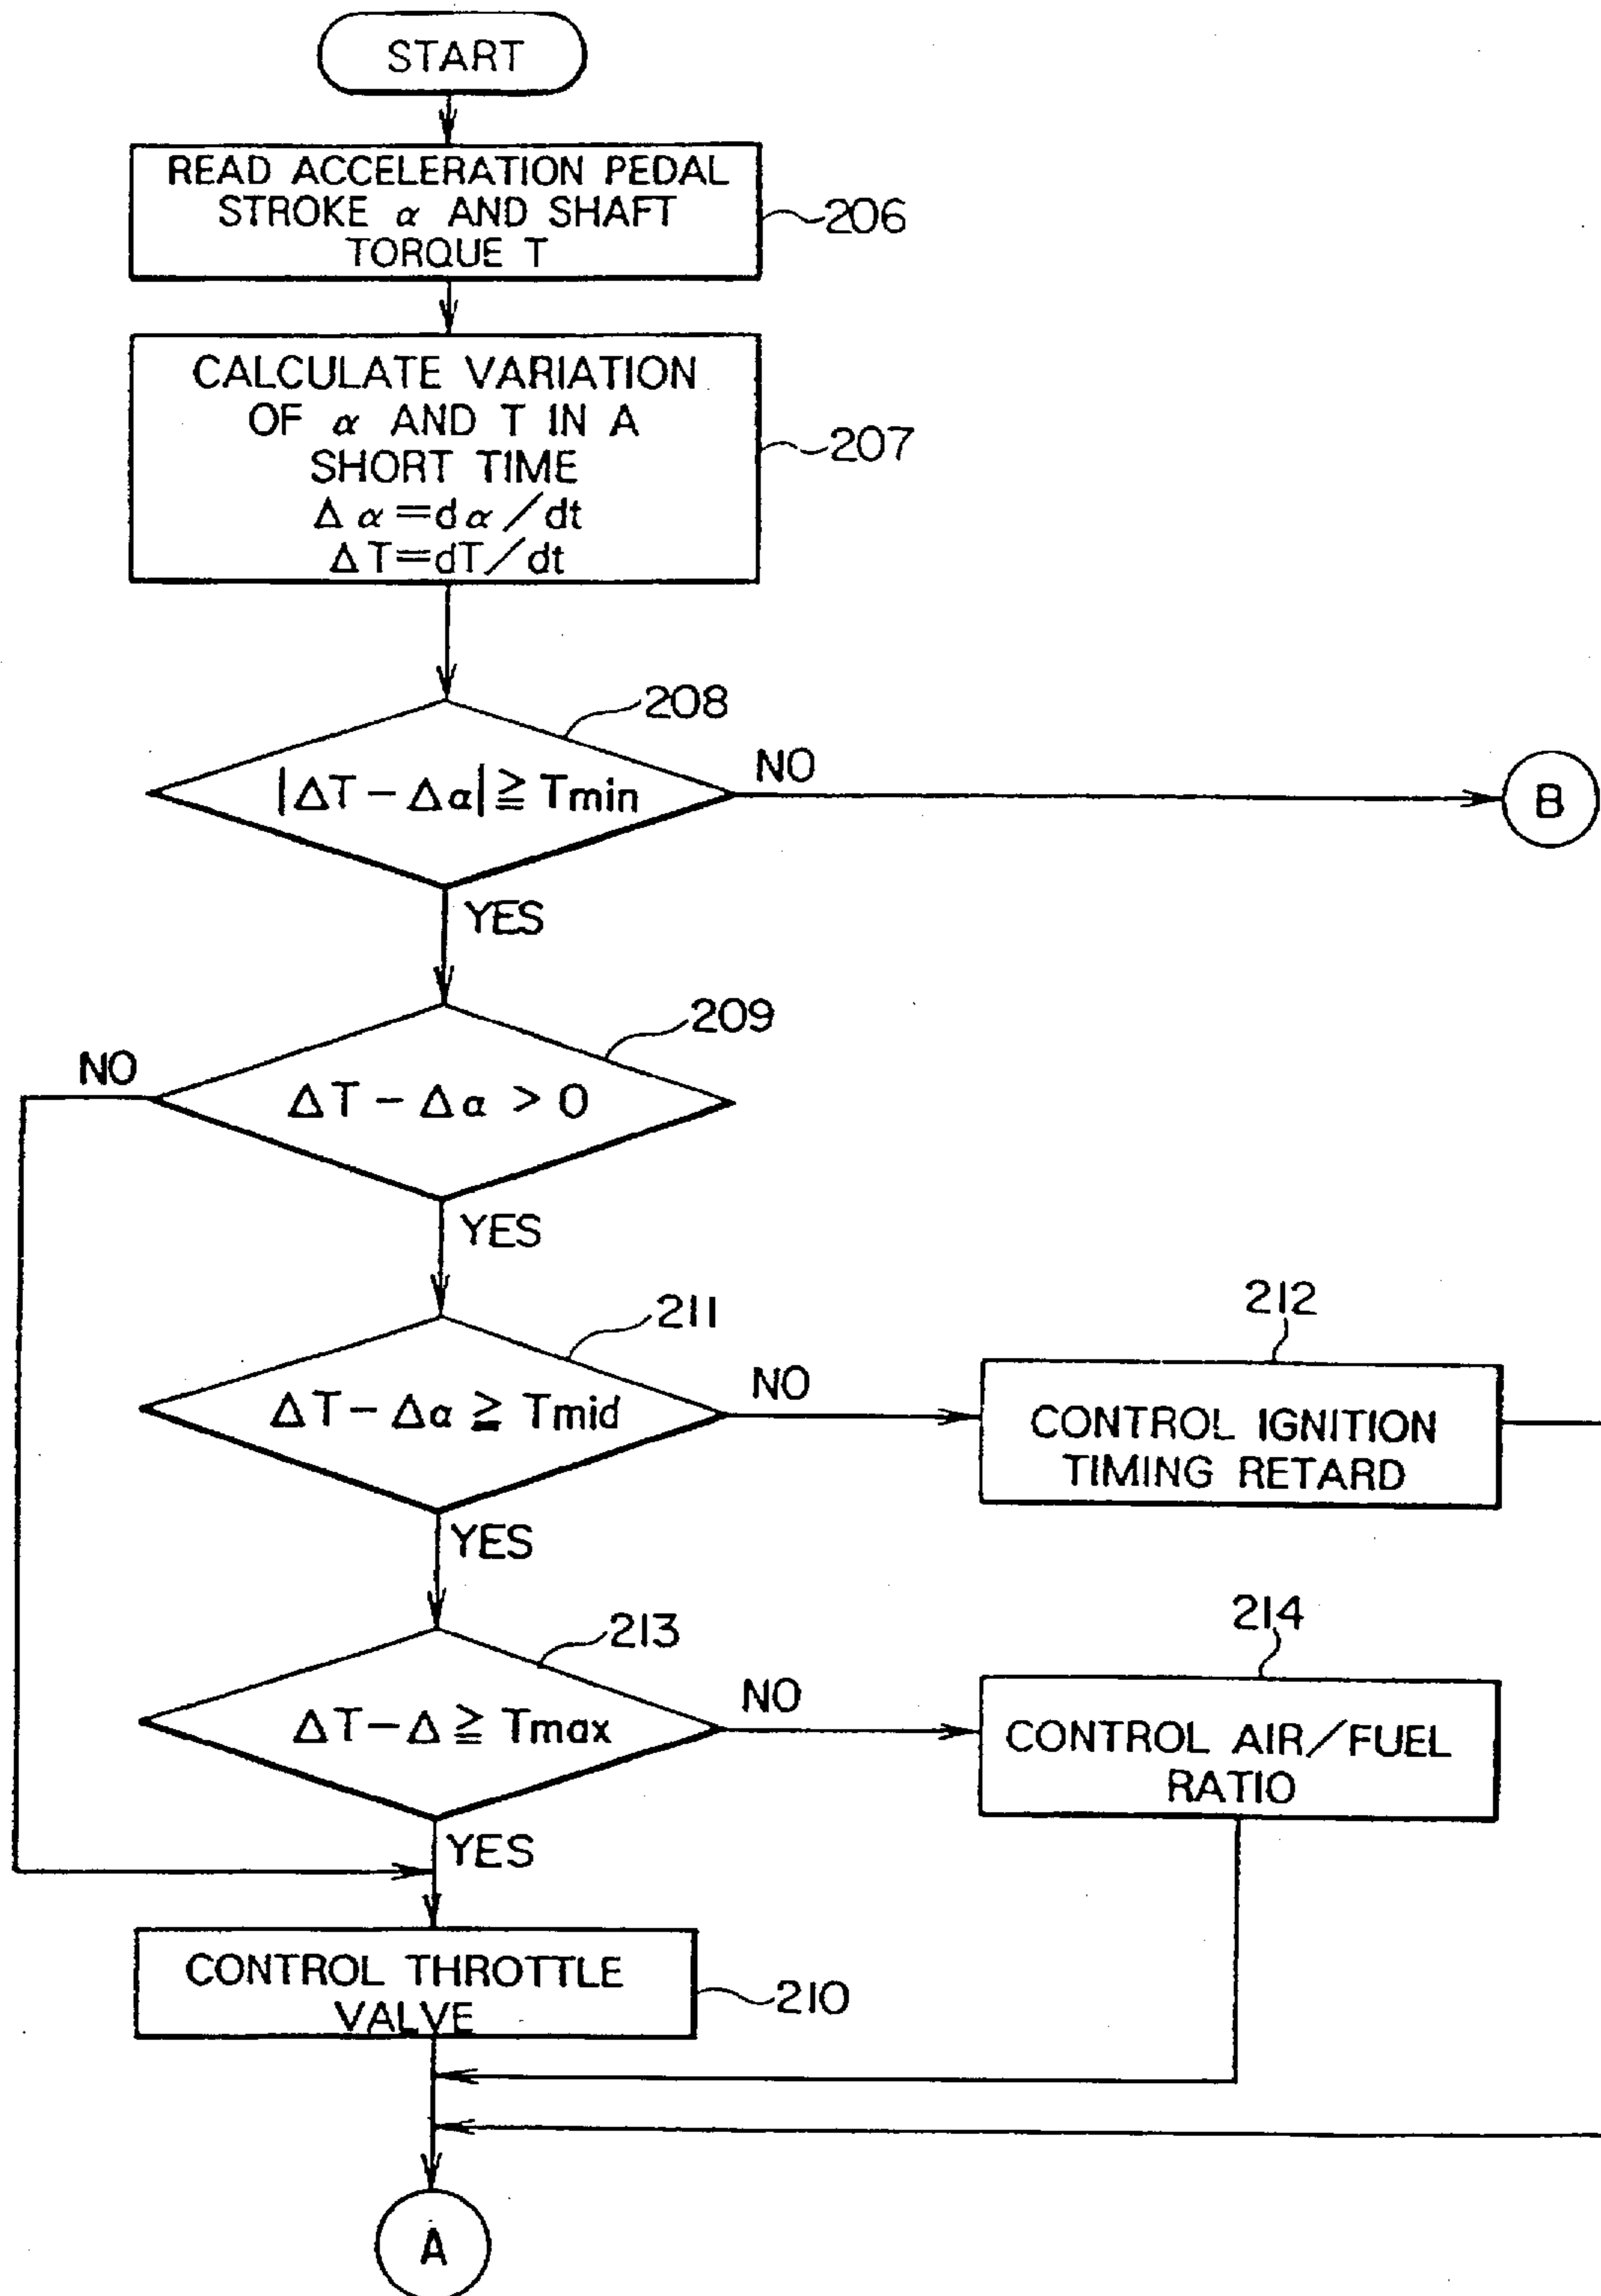 START
READ ACCELERATION PEDAL
STROKE α AND SHAFT
TORQUE T
206
CALCULATE VARIATION
OF α AND T IN A
SHORT TIME
Δα=dα/dt
ΔT=dT/dt
207
208
|ΔT-Δα|≧Tmin
NO
B
YES
209
NO
ΔT-Δα>0
YES
211
ΔT-Δα≧Tmid
NO
212
CONTROL IGNITION
TIMING RETARD
YES
213
ΔT-Δ≧Tmax
NO
214
CONTROL AIR/FUEL
RATIO
YES
CONTROL THROTTLE
VALVE
210
A